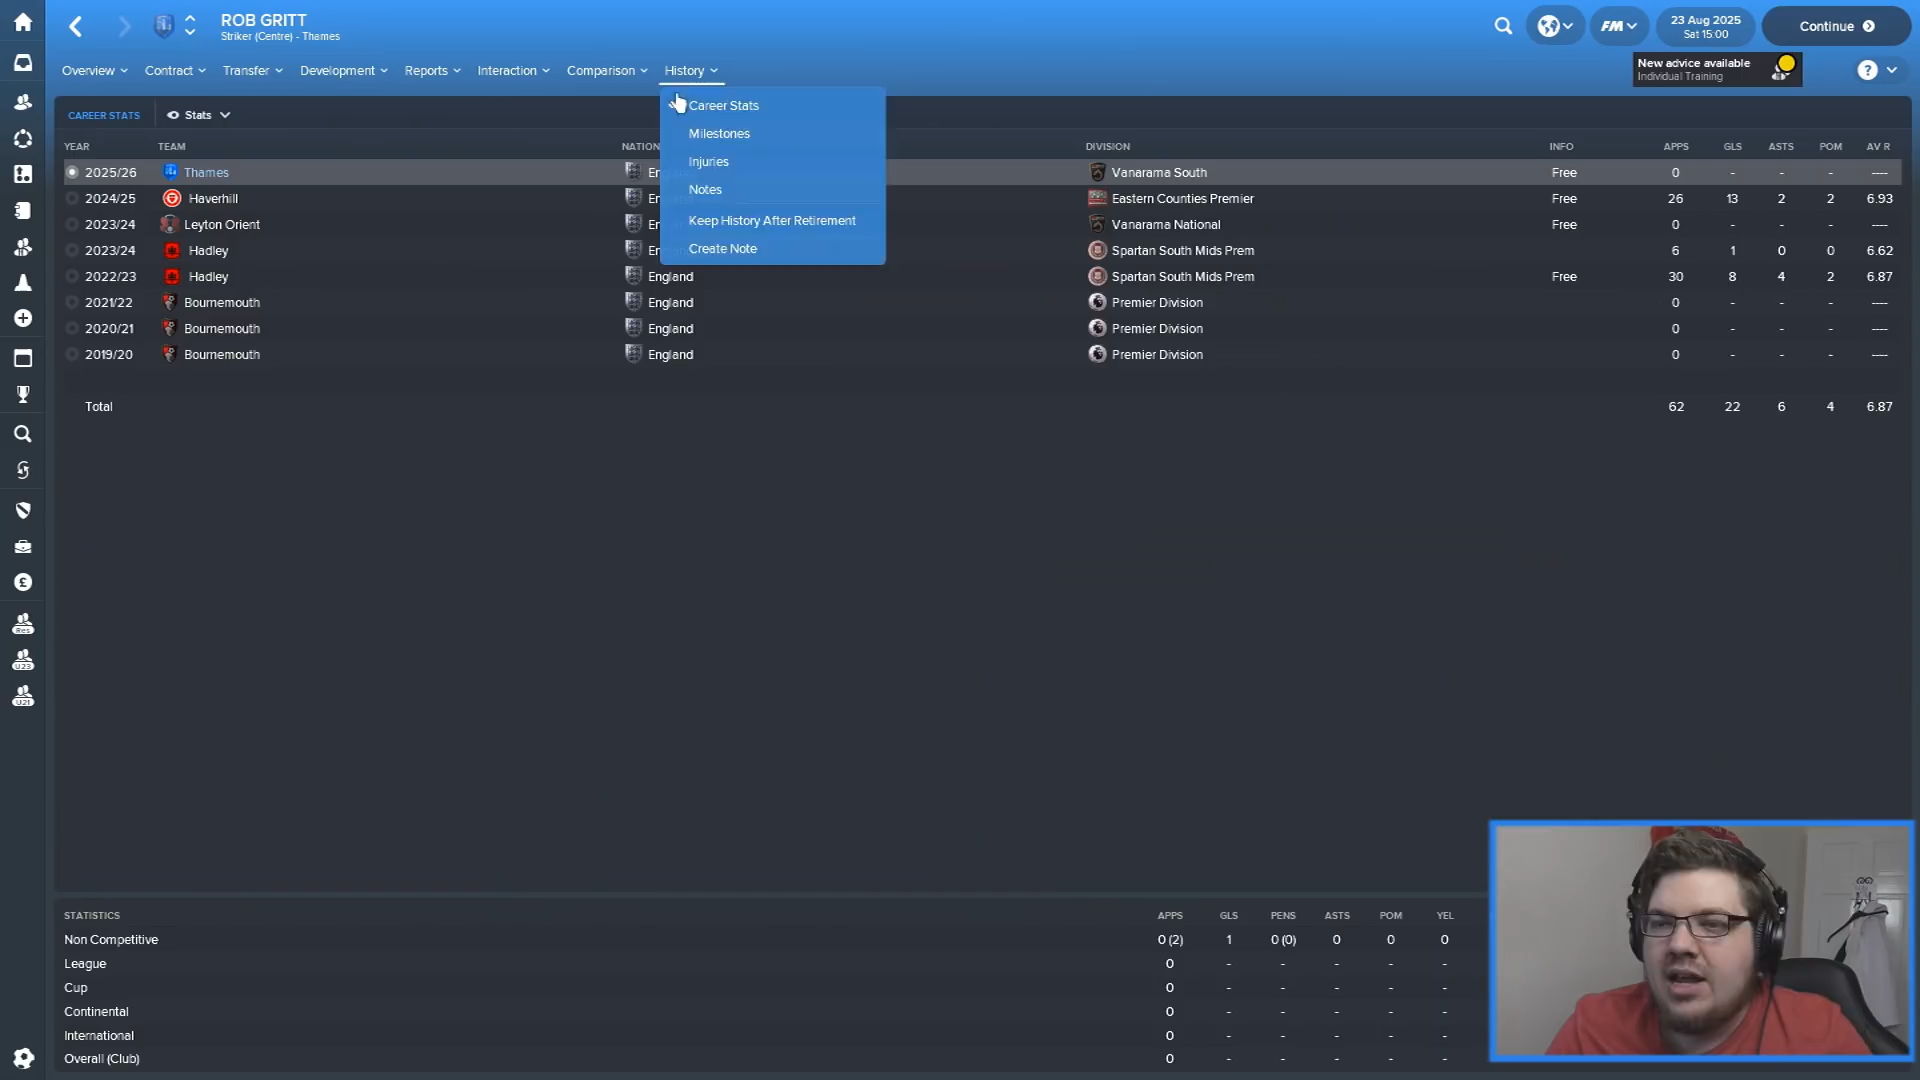 ROB GRITT
Striker (Centre) - Thames
FM
23 Aug 2025
Sat 15:00
Continue
Overview
Contract
Transfer
Development
Reports
Interaction
Comparison
History
New advice available
Individual Training
?
CAREER STATS
Stats
Career Stats
Milestones
Injuries
Notes
Keep History After Retirement
Create Note
YEAR TEAM NATION DIVISION INFO APPS GLS ASTS POM AV R
2025/26 Thames En Vanarama South Free 0 - - - ----
2024/25 Haverhill En Eastern Counties Premier Free 26 13 2 2 6.93
2023/24 Leyton Orient En Vanarama National Free 0 - - - ----
2023/24 Hadley En Spartan South Mids Prem 6 1 0 0 6.62
2022/23 Hadley England Spartan South Mids Prem Free 30 8 4 2 6.87
2021/22 Bournemouth England Premier Division 0 - - - ----
2020/21 Bournemouth England Premier Division 0 - - - ----
2019/20 Bournemouth England Premier Division 0 - - - ----
Total 62 22 6 4 6.87
STATISTICS APPS GLS PENS ASTS POM YEL
Non Competitive 0 (2) 1 0 (0) 0 0 0
League 0 - - - - -
Cup 0 - - - - -
Continental 0 - - - - -
International 0 - - - - -
Overall (Club) 0 - - - - -
Res
U23
U21